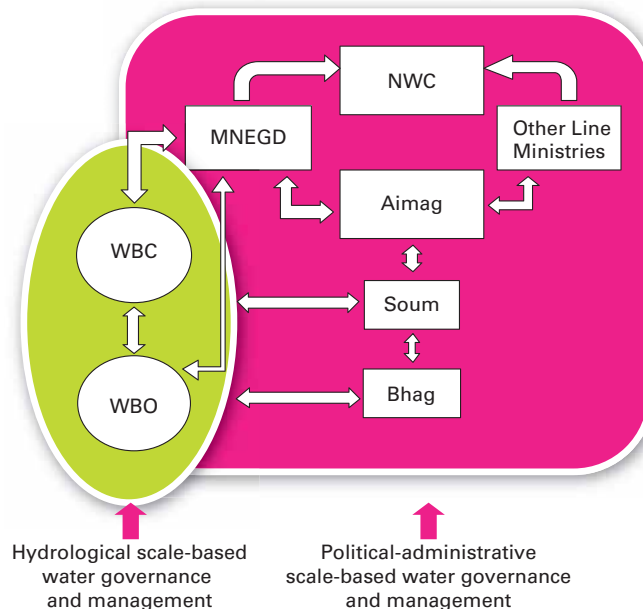 NWC
MNEGD
Other Line
Ministries
Aimag
WBC
Soum
WBO
Bhag
Hydrological scale-based
water governance
and management
Political-administrative
scale-based water governance
and management